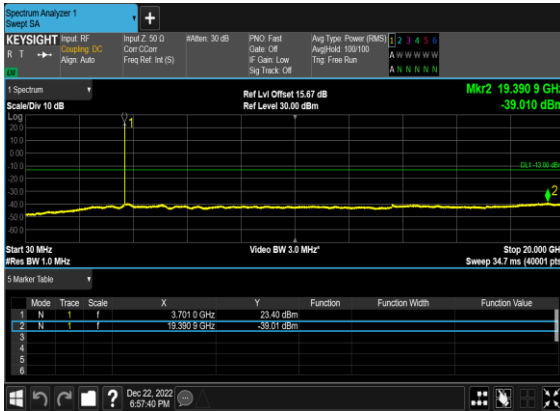 Spectrum Analyzer 1
Swept SA
KEYSIGHT Input: RF Input Z: 50 Ω #Atten: 30 dB PNO: Fast Avg Type: Power (RMS) 1 2 3 4 5 6
R T Coupling: DC Corr CCorr Gate: Off Avg|Hold: 100/100 A W W W W W
Align: Auto Freq Ref: Int (S) IF Gain: Low Trig: Free Run
LXI Sig Track: Off A N N N N N
1 Spectrum Ref Lvl Offset 15.67 dB Mkr2 19.390 9 GHz
Scale/Div 10 dB Ref Level 30.00 dBm -39.010 dBm
Log
1
20.0
10.0
0.00
-10.0
DL1 -13.00 dBm
-20.0
-30.0
2
-40.0
-50.0
-60.0
Start 30 MHz Video BW 3.0 MHz* Stop 20.000 GHz
#Res BW 1.0 MHz Sweep 34.7 ms (40001 pts)
5 Marker Table
Mode Trace Scale X Y Function Function Width Function Value
1 N 1 f 3.701 0 GHz 23.40 dBm
2 N 1 f 19.390 9 GHz -39.01 dBm
3
4
5
6
? Dec 22, 2022
6:57:40 PM